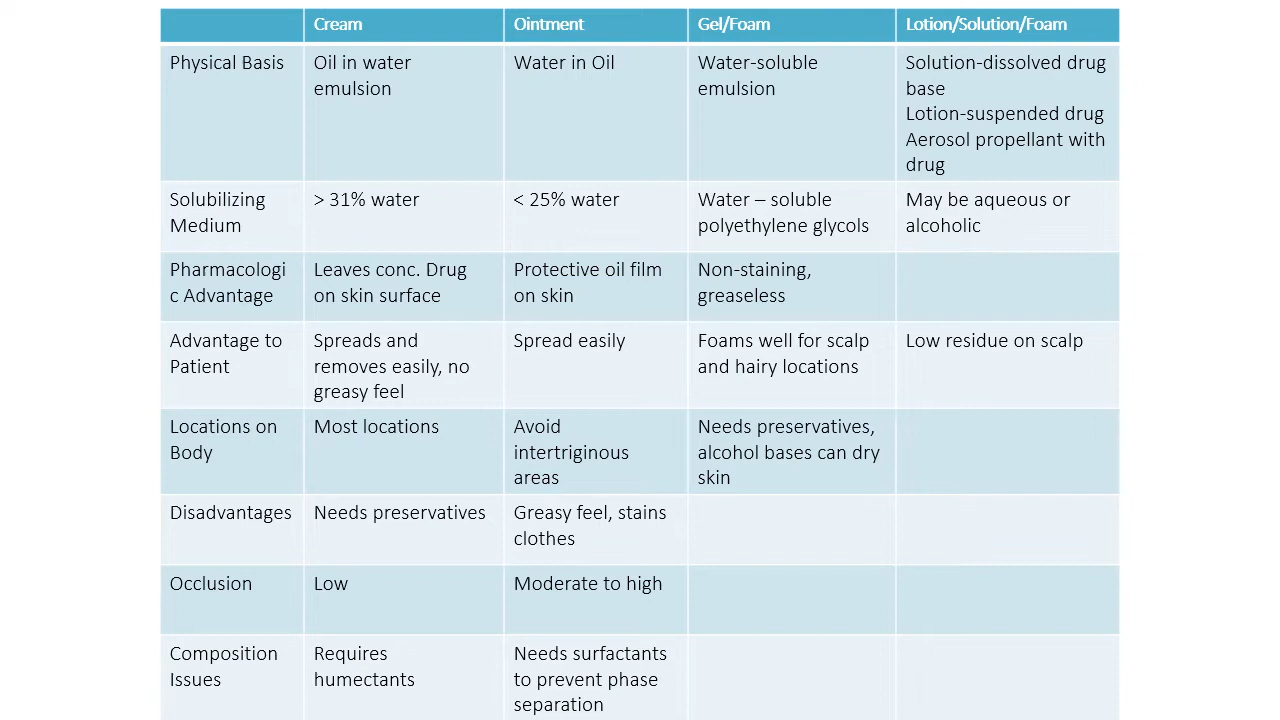 Cream Ointment Gel/Foam Lotion/Solution/Foam
Physical Basis
Oil in water
emulsion
Water in Oil
Water-soluble
emulsion
Solution-dissolved drug
base
Lotion-suspended drug
Aerosol propellant with
drug
Solubilizing
Medium
> 31% water
< 25% water
Water – soluble
polyethylene glycols
May be aqueous or
alcoholic
Pharmacologi
c Advantage
Leaves conc. Drug
on skin surface
Protective oil film
on skin
Non-staining,
greaseless
Advantage to
Patient
Spreads and
removes easily, no
greasy feel
Spread easily
Foams well for scalp
and hairy locations
Low residue on scalp
Locations on
Body
Most locations
Avoid
intertriginous
areas
Needs preservatives,
alcohol bases can dry
skin
Disadvantages
Needs preservatives
Greasy feel, stains
clothes
Occlusion
Low
Moderate to high
Composition
Issues
Requires
humectants
Needs surfactants
to prevent phase
separation